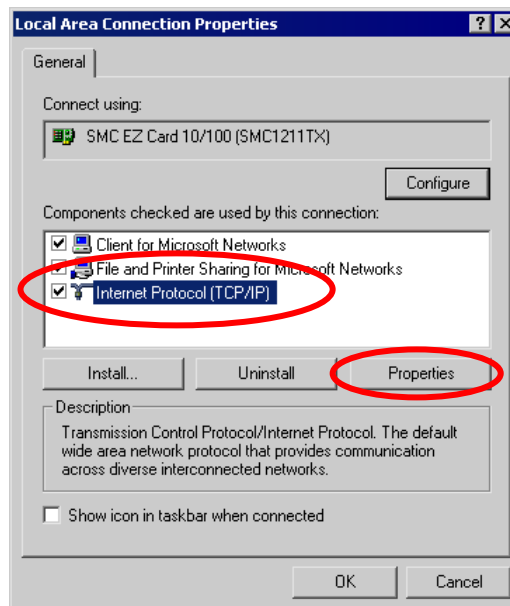 Local Area Connection Properties
General
Connect using:
SMC EZ Card 10/100 (SMC1211TX)
Configure
Components checked are used by this connection:
Client for Microsoft Networks
File and Printer Sharing for Microsoft Networks
Internet Protocol (TCP/IP)
Install...
Uninstall
Properties
Description
Transmission Control Protocol/Internet Protocol. The default
wide area network protocol that provides communication
across diverse interconnected networks.
Show icon in taskbar when connected
OK
Cancel